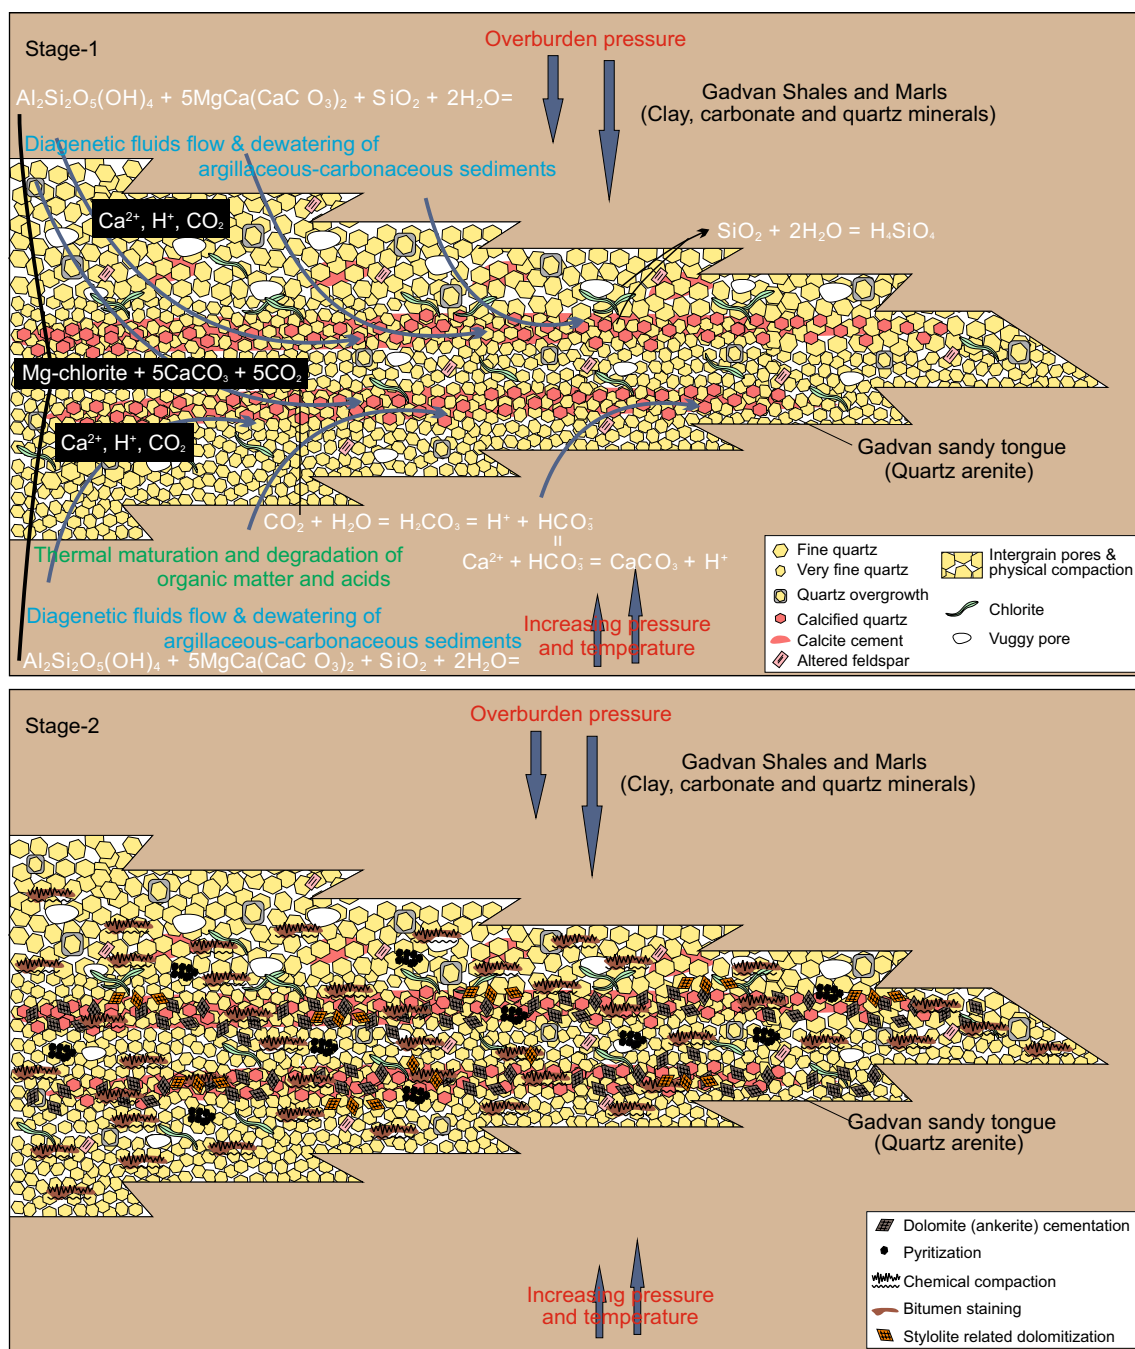 Stage-1
Overburden pressure
Gadvan Shales and Marls
(Clay, carbonate and quartz minerals)
Al₂Si₂O₅(OH)₄ + 5MgCa(CaC O₃)₂ + SiO₂ + 2H₂O=
Diagenetic fluids flow & dewatering of
argillaceous-carbonaceous sediments
Ca²⁺, H⁺, CO₂
SiO₂ + 2H₂O = H₄SiO₄
Mg-chlorite + 5CaCO₃ + 5CO₂
Ca²⁺, H⁺, CO₂
Gadvan sandy tongue
(Quartz arenite)
CO₂ + H₂O = H₂CO₃ = H⁺ + HCO₃⁻
=
Ca²⁺ + HCO₃⁻ = CaCO₃ + H⁺
Thermal maturation and degradation of
organic matter and acids
Diagenetic fluids flow & dewatering of
argillaceous-carbonaceous sediments
Al₂Si₂O₅(OH)₄ + 5MgCa(CaC O₃)₂ + SiO₂ + 2H₂O=
Increasing pressure
and temperature
Fine quartz
Very fine quartz
Quartz overgrowth
Calcified quartz
Calcite cement
Altered feldspar
Intergrain pores &
physical compaction
Chlorite
Vuggy pore
Stage-2
Overburden pressure
Gadvan Shales and Marls
(Clay, carbonate and quartz minerals)
Gadvan sandy tongue
(Quartz arenite)
Increasing pressure
and temperature
Dolomite (ankerite) cementation
Pyritization
Chemical compaction
Bitumen staining
Stylolite related dolomitization